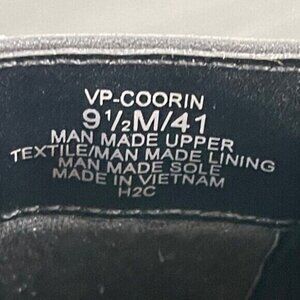 VP-COORIN
9½M/41
MAN MADE UPPER
TEXTILE/MAN MADE LINING
MAN MADE SOLE
MADE IN VIETNAM
H2C